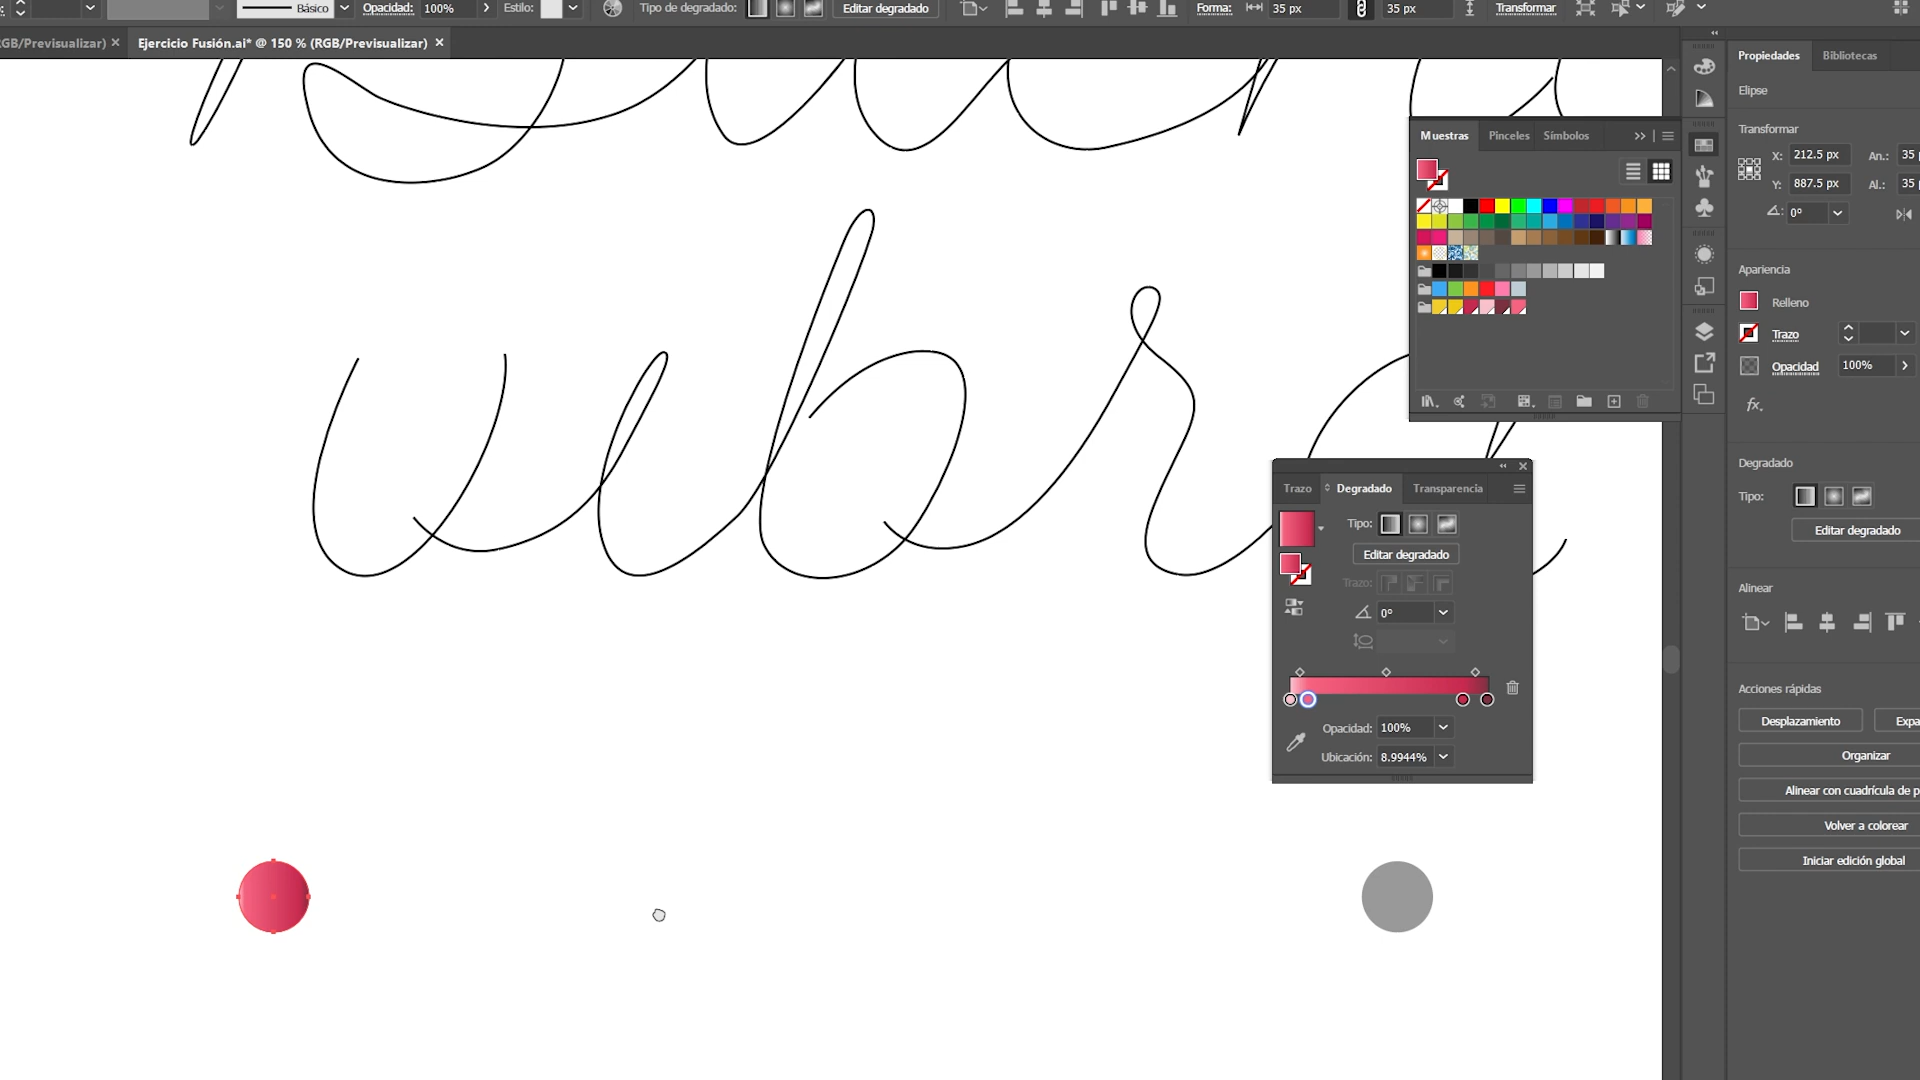 Básico
Opacidad: 100%
Estilo:
Tipo de degradado:
Editar degradado
Forma:
35 px
35 px
Transformar
GB/Previsualizar)
Ejercicio Fusión.ai* @ 150 % (RGB/Previsualizar)
Propiedades
Bibliotecas
Elipse
Transformar
X: 212.5 px
An.: 35
Y: 887.5 px
Al.: 35
0°
Apariencia
Relleno
Trazo
Opacidad
100%
fx.
Degradado
Tipo:
Editar degradado
Alinear
Acciones rápidas
Desplazamiento
Expa
Organizar
Alinear con cuadrícula de p
Volver a colorear
Iniciar edición global
Muestras
Pinceles
Símbolos
Trazo
Degradado
Transparencia
Tipo:
Editar degradado
Trazo:
0°
Opacidad: 100%
Ubicación: 8.9944%